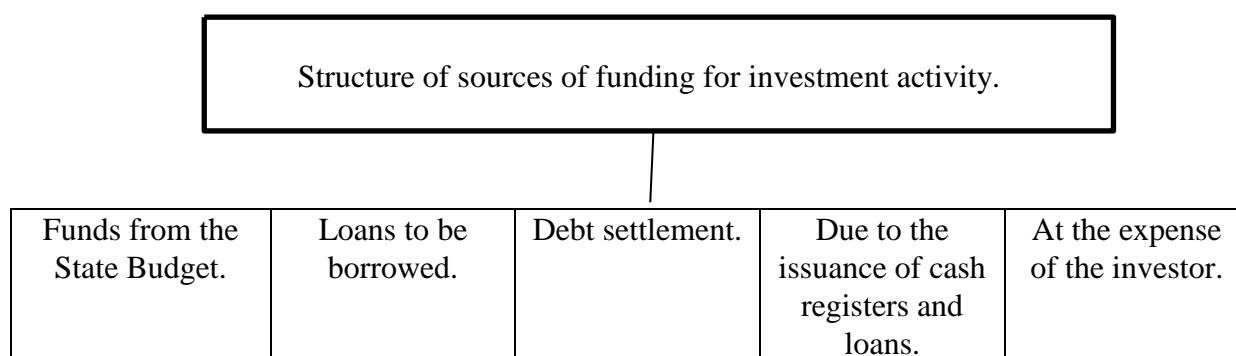 Structure of sources of funding for investment activity.
Funds from the
State Budget.
Loans to be
borrowed.
Debt settlement.
Due to the
issuance of cash
registers and
loans.
At the expense
of the investor.